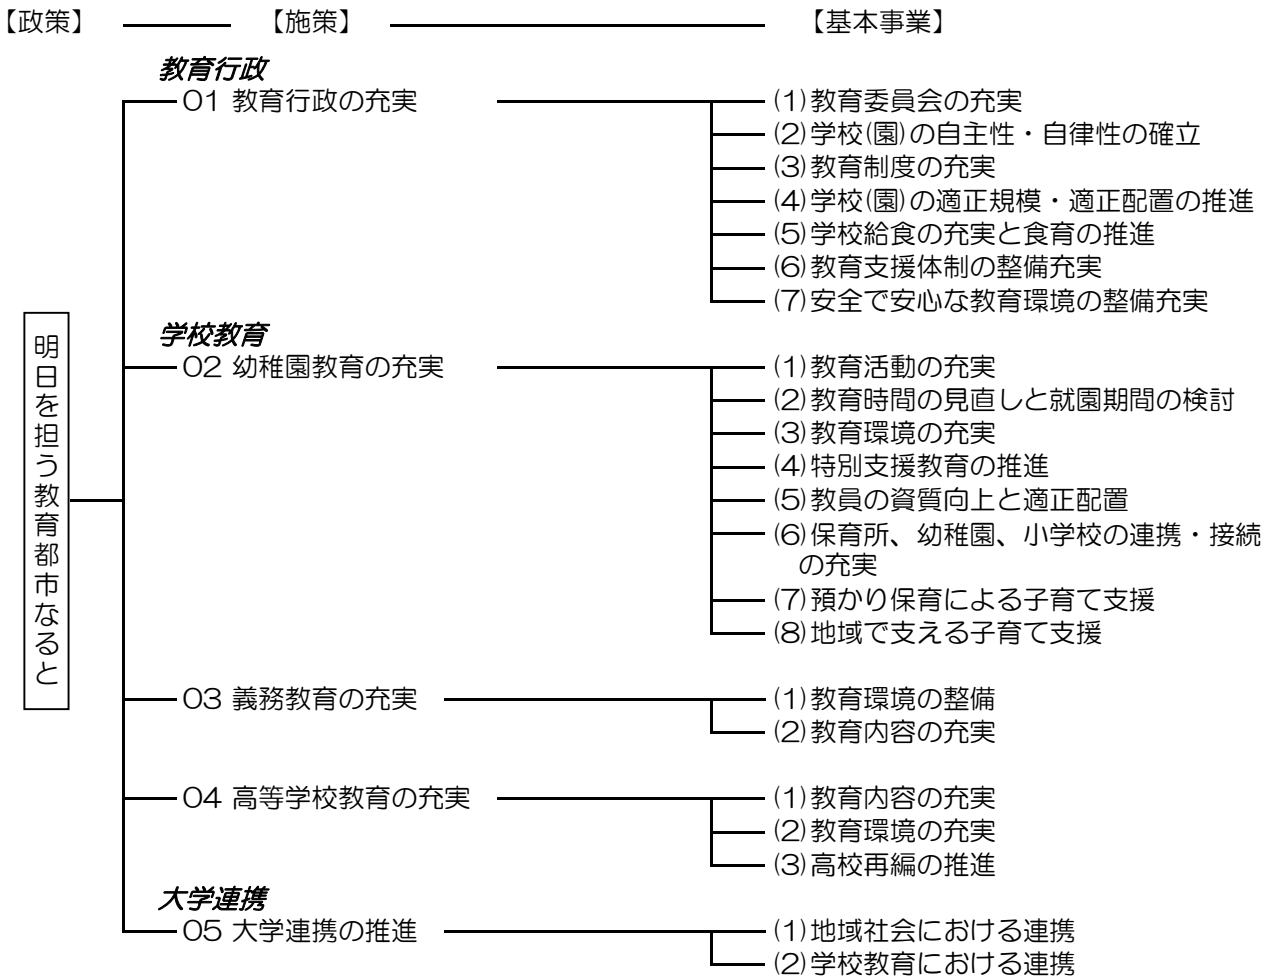 【政策】 【施策】 【基本事業】
教育行政
01 教育行政の充実
(1)教育委員会の充実
(2)学校(園)の自主性・自律性の確立
(3)教育制度の充実
(4)学校(園)の適正規模・適正配置の推進
(5)学校給食の充実と食育の推進
(6)教育支援体制の整備充実
(7)安全で安心な教育環境の整備充実
明日を担う教育都市なると
学校教育
02 幼稚園教育の充実
(1)教育活動の充実
(2)教育時間の見直しと就園期間の検討
(3)教育環境の充実
(4)特別支援教育の推進
(5)教員の資質向上と適正配置
(6)保育所、幼稚園、小学校の連携・接続
の充実
(7)預かり保育による子育て支援
(8)地域で支える子育て支援
03 義務教育の充実
(1)教育環境の整備
(2)教育内容の充実
04 高等学校教育の充実
(1)教育内容の充実
(2)教育環境の充実
(3)高校再編の推進
大学連携
05 大学連携の推進
(1)地域社会における連携
(2)学校教育における連携